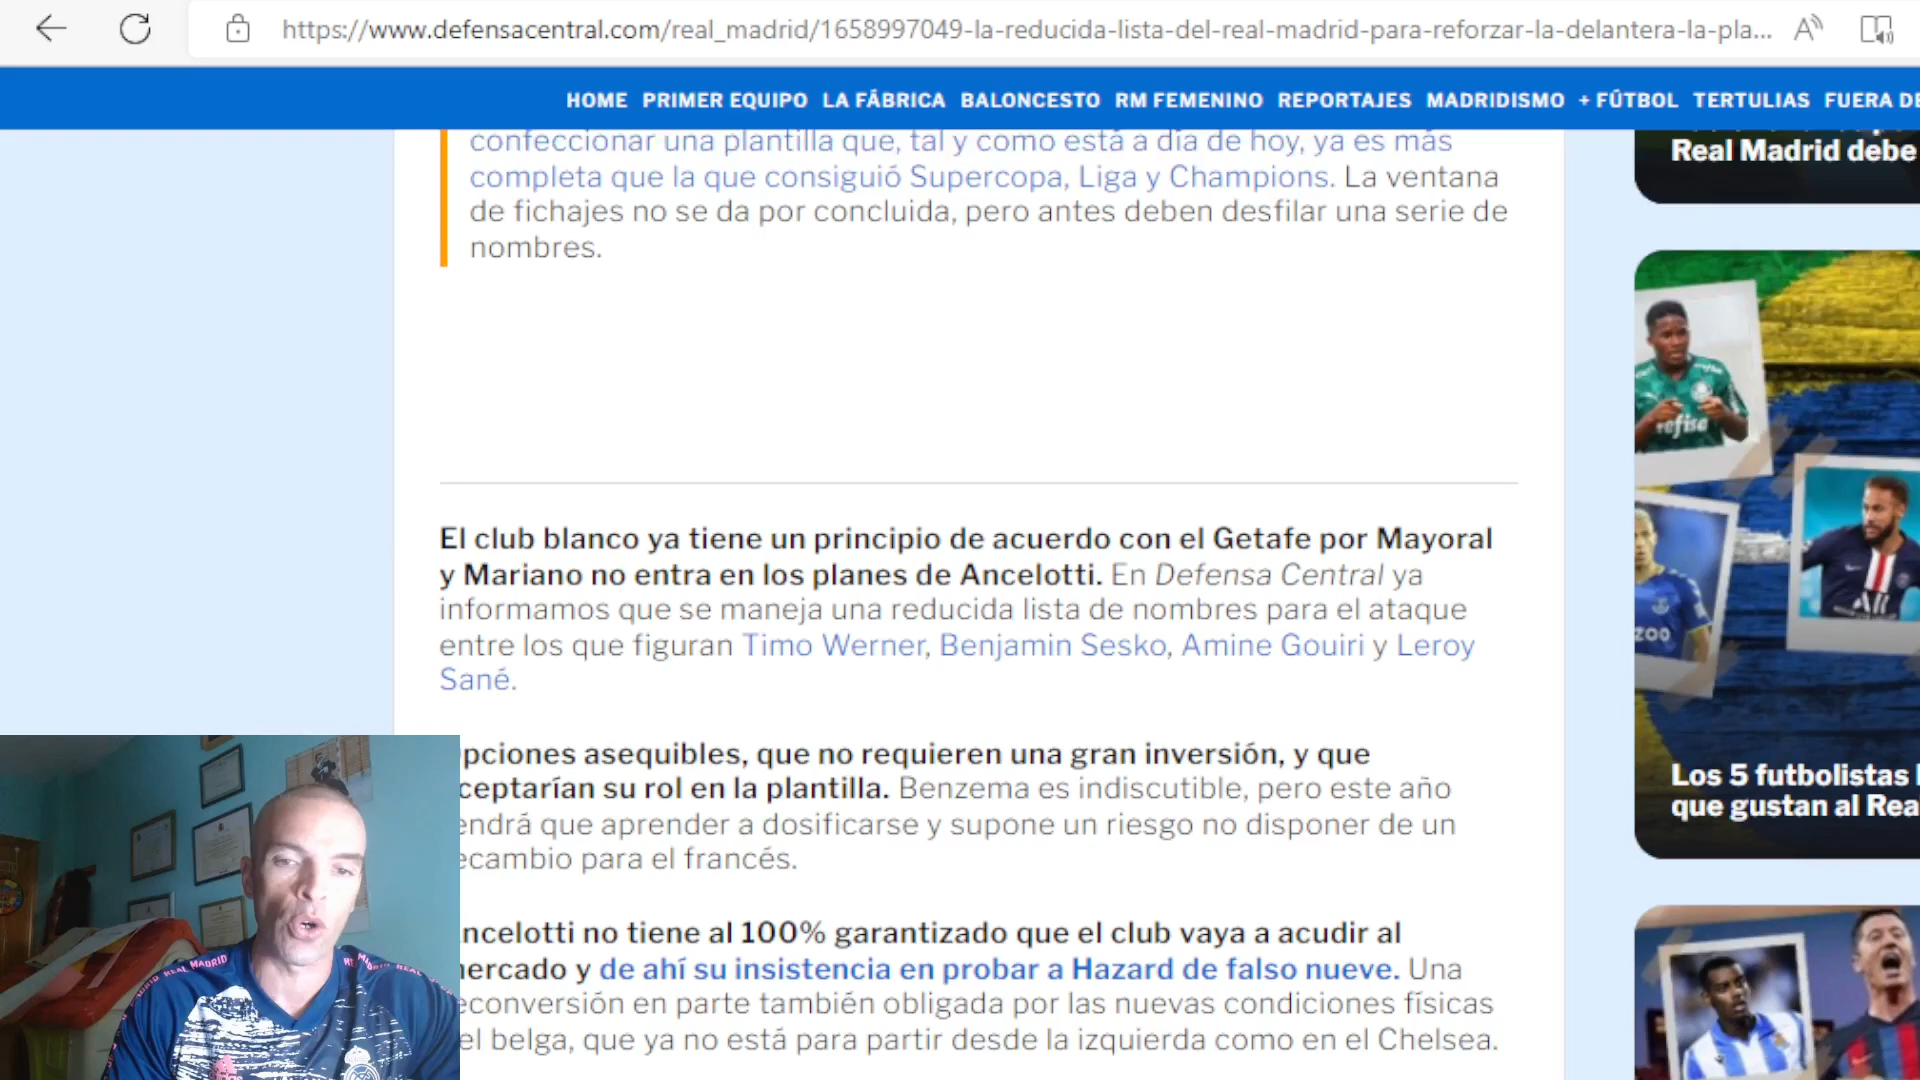 https://www.defensacentral.com/real_madrid/1658997049-la-reducida-lista-del-real-madrid-para-reforzar-la-delantera-la-pla...
HOME PRIMER EQUIPO LA FÁBRICA BALONCESTO RM FEMENINO REPORTAJES MADRIDISMO + FÚTBOL TERTULIAS FUERA DE
confeccionar una plantilla que, tal y como está a día de hoy, ya es más
completa que la que consiguió Supercopa, Liga y Champions. La ventana
de fichajes no se da por concluida, pero antes deben desfilar una serie de
nombres.
El club blanco ya tiene un principio de acuerdo con el Getafe por Mayoral
y Mariano no entra en los planes de Ancelotti. En Defensa Central ya
informamos que se maneja una reducida lista de nombres para el ataque
entre los que figuran Timo Werner, Benjamin Sesko, Amine Gouiri y Leroy
Sané.
pciones asequibles, que no requieren una gran inversión, y que
ceptarían su rol en la plantilla. Benzema es indiscutible, pero este año
endrá que aprender a dosificarse y supone un riesgo no disponer de un
ecambio para el francés.
ncelotti no tiene al 100% garantizado que el club vaya a acudir al
ercado y de ahí su insistencia en probar a Hazard de falso nueve. Una
econversión en parte también obligada por las nuevas condiciones físicas
el belga, que ya no está para partir desde la izquierda como en el Chelsea.
Real Madrid debe
Los 5 futbolistas
que gustan al Rea
REAL MADRID